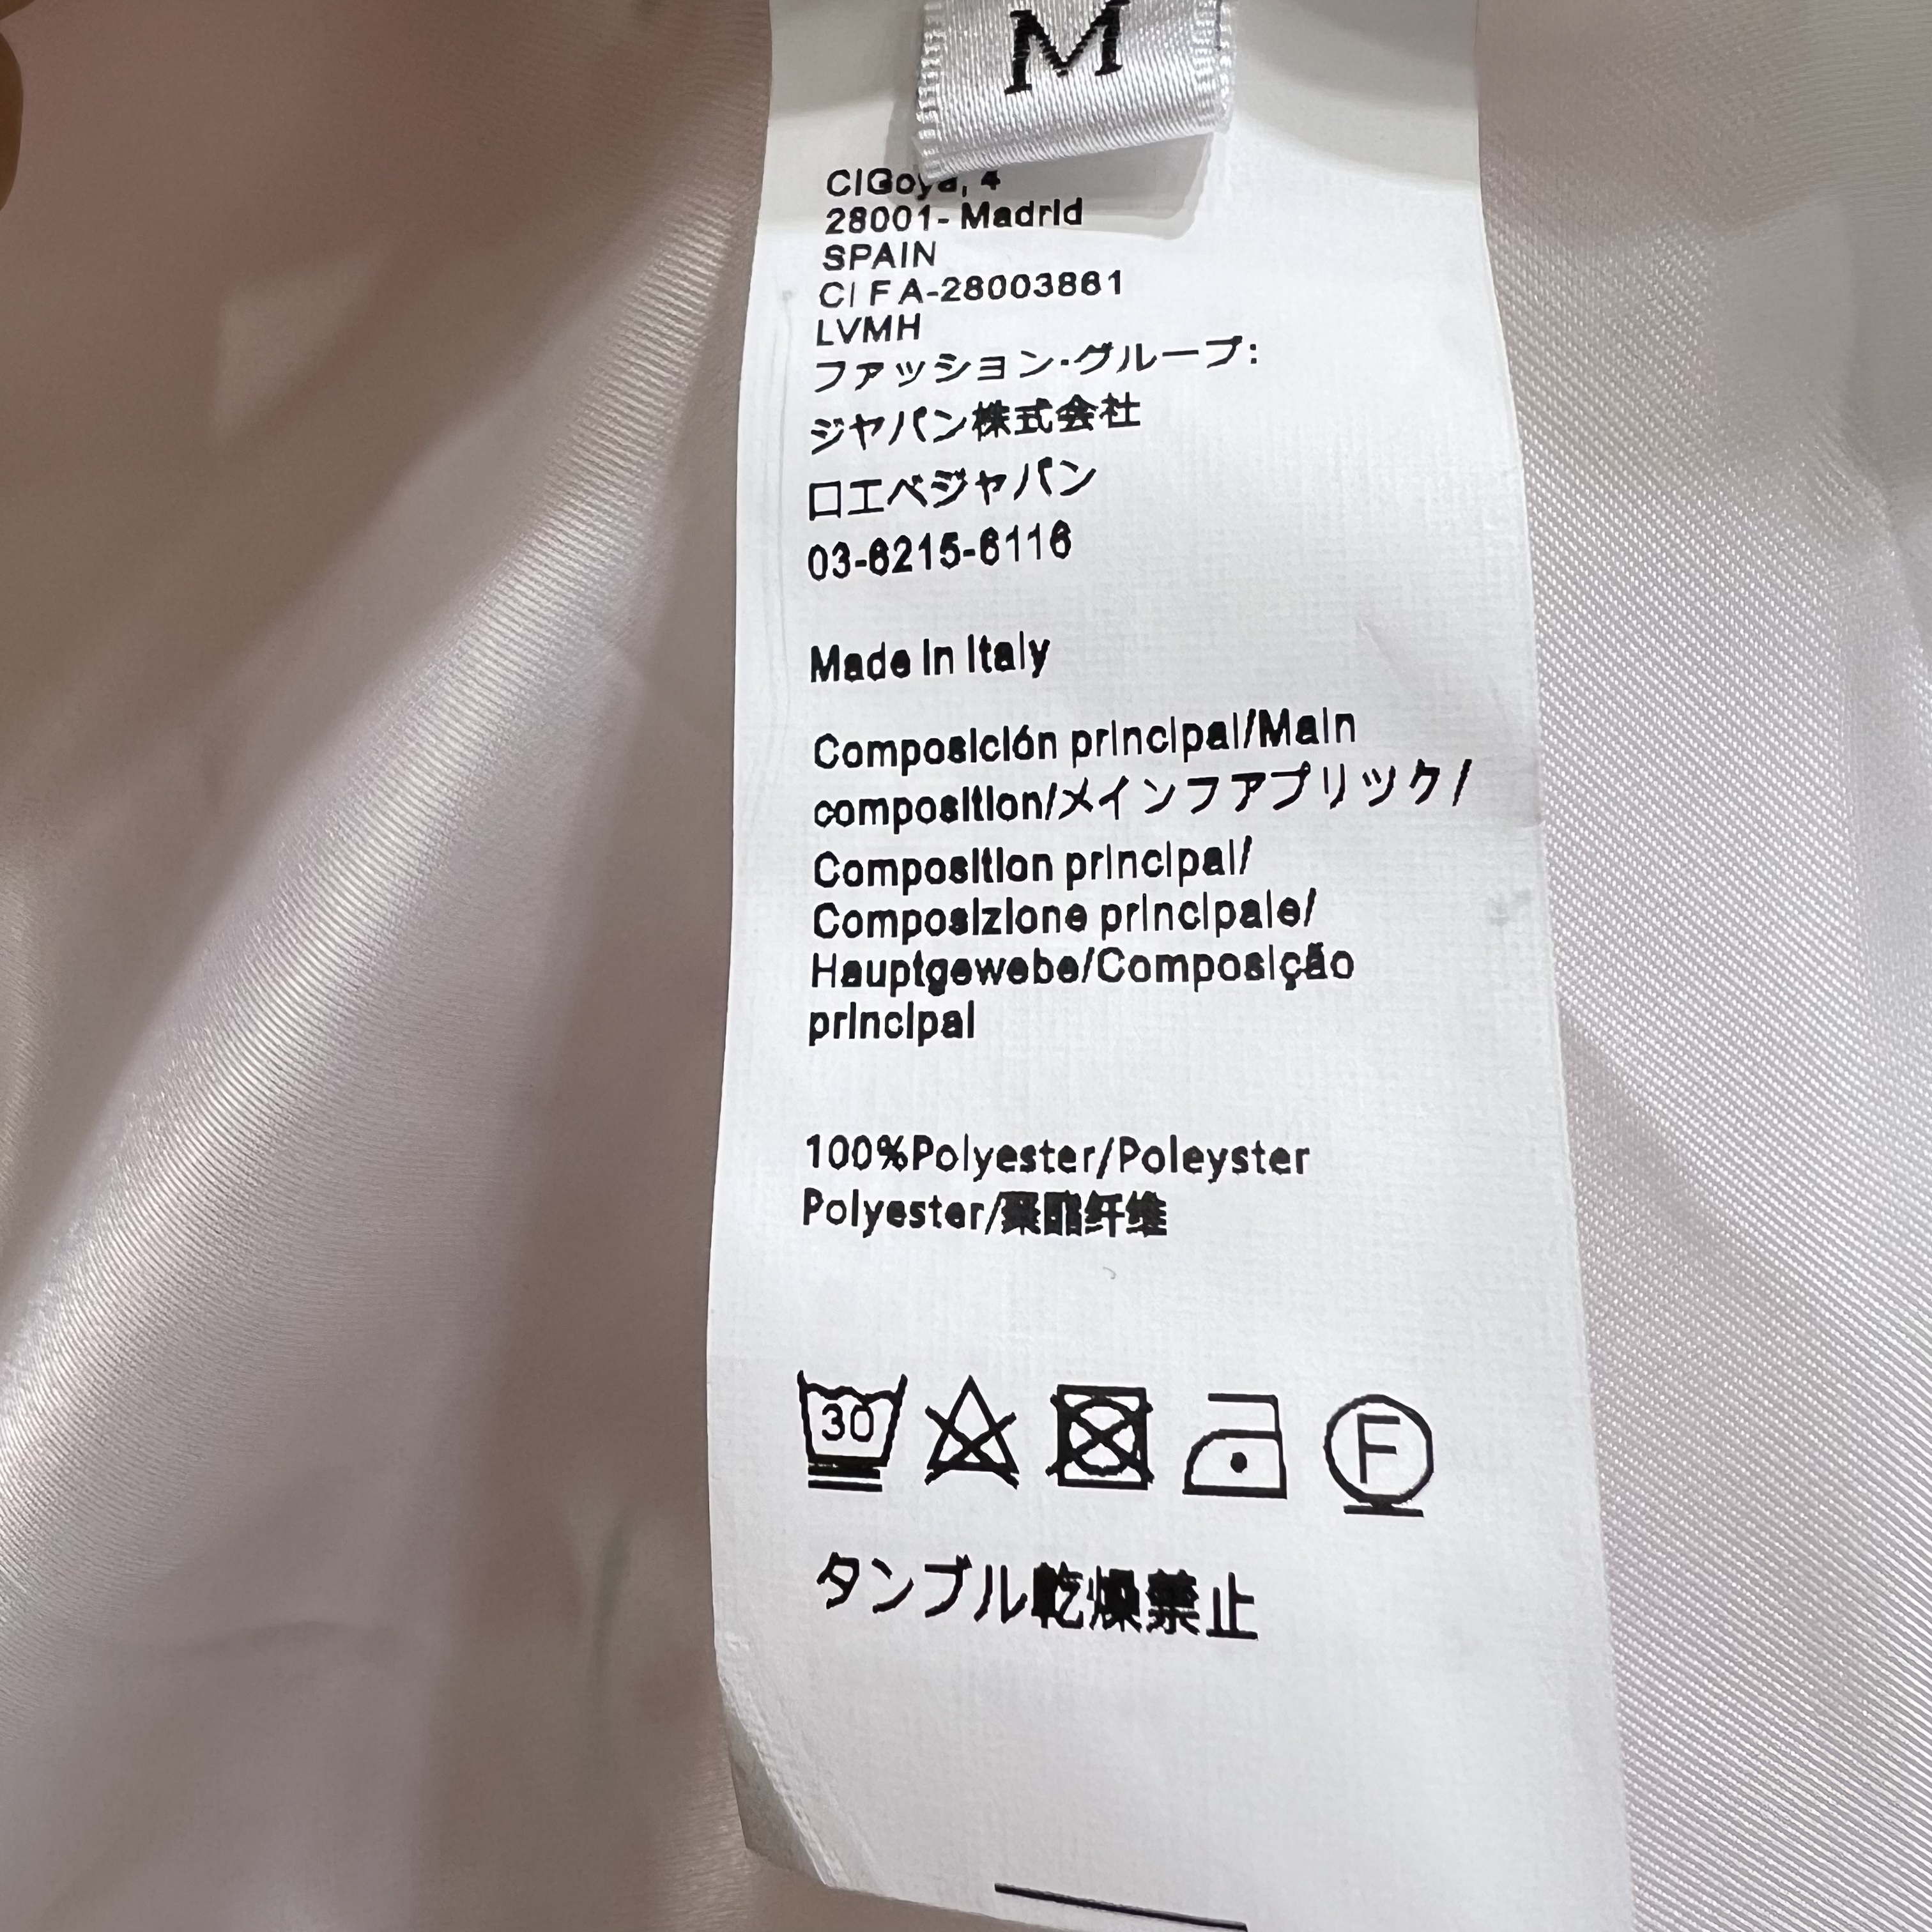 M
C|Goya, 4
28001- Madrid
SPAIN
CI F A-28003861
LVMH
ファッション·グループ:
ジヤパン株式会社
ロエベジャパン
03-6215-6116
Made in Italy
Composición principal/Main
composition/メインフアプリック/
Composition principal/
Composizione principale/
Hauptgewebe/Composição
principal
100%Polyester/Poleyster
Polyester/聚酯纤维
30
F
タンブル乾燥禁止